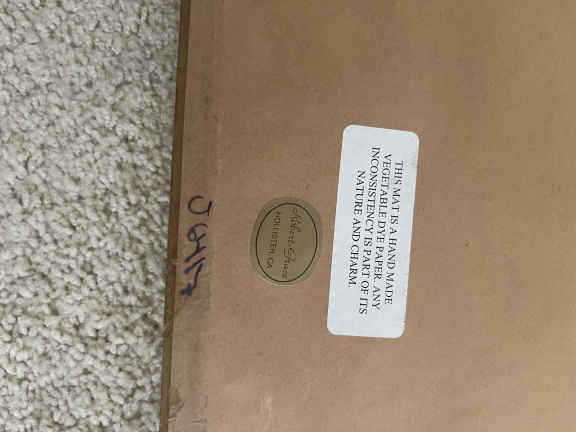 THIS MAT IS A HAND MADE
VEGETABLE DYE PAPER. ANY
INCONSISTENCY IS PART OF ITS
NATURE AND CHARM.
HOLLISTER, CA